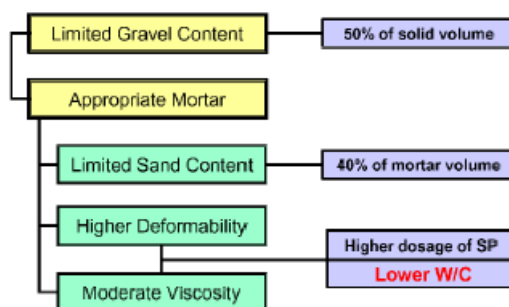 Limited Gravel Content
50% of solid volume
Appropriate Mortar
Limited Sand Content
40% of mortar volume
Higher Deformability
Higher dosage of SP
Lower W/C
Moderate Viscosity